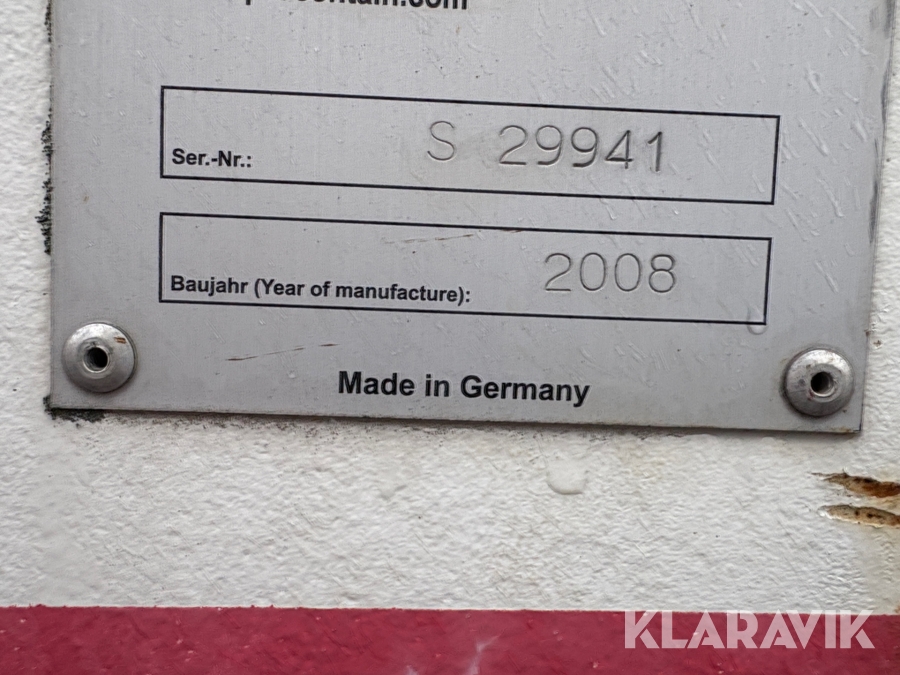 Ser.-Nr.: S 29941
Baujahr (Year of manufacture): 2008
Made in Germany
KLARAVIK